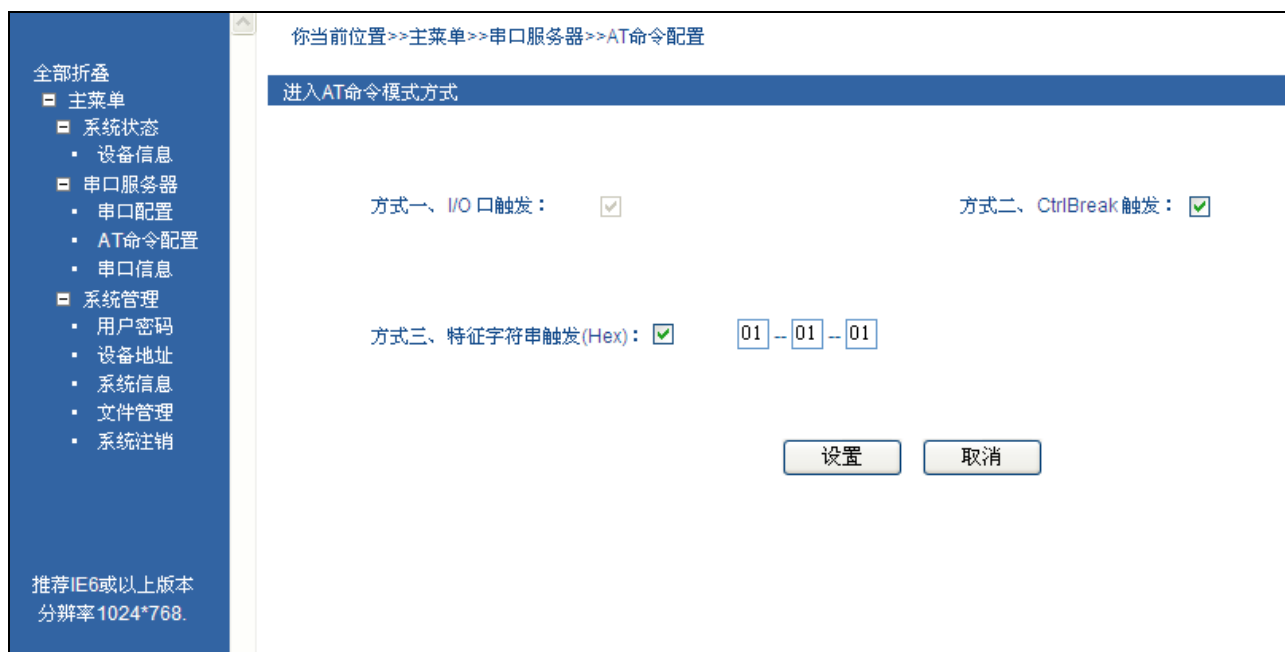 全部折叠
主菜单
系统状态
设备信息
串口服务器
串口配置
AT命令配置
串口信息
系统管理
用户密码
设备地址
系统信息
文件管理
系统注销
推荐IE6或以上版本
分辨率1024*768.
你当前位置>>主菜单>>串口服务器>>AT命令配置
进入AT命令模式方式
方式一、I/O 口触发： 方式二、CtrlBreak 触发：
方式三、特征字符串触发(Hex)： 01 -- 01 -- 01
设置 取消